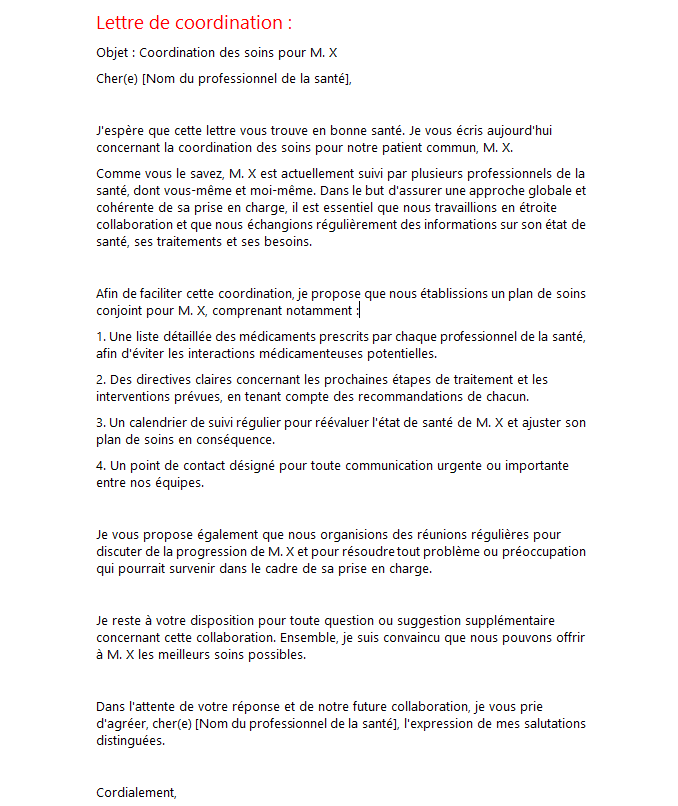 Lettre de coordination :
Objet : Coordination des soins pour M. X
Cher(e) [Nom du professionnel de la santé],
J'espère que cette lettre vous trouve en bonne santé. Je vous écris aujourd'hui
concernant la coordination des soins pour notre patient commun, M. X.
Comme vous le savez, M. X est actuellement suivi par plusieurs professionnels de la
santé, dont vous-même et moi-même. Dans le but d'assurer une approche globale et
cohérente de sa prise en charge, il est essentiel que nous travaillions en étroite
collaboration et que nous échangions régulièrement des informations sur son état de
santé, ses traitements et ses besoins.
Afin de faciliter cette coordination, je propose que nous établissions un plan de soins
conjoint pour M. X, comprenant notamment :
1. Une liste détaillée des médicaments prescrits par chaque professionnel de la santé,
afin d'éviter les interactions médicamenteuses potentielles.
2. Des directives claires concernant les prochaines étapes de traitement et les
interventions prévues, en tenant compte des recommandations de chacun.
3. Un calendrier de suivi régulier pour réévaluer l'état de santé de M. X et ajuster son
plan de soins en conséquence.
4. Un point de contact désigné pour toute communication urgente ou importante
entre nos équipes.
Je vous propose également que nous organisions des réunions régulières pour
discuter de la progression de M. X et pour résoudre tout problème ou préoccupation
qui pourrait survenir dans le cadre de sa prise en charge.
Je reste à votre disposition pour toute question ou suggestion supplémentaire
concernant cette collaboration. Ensemble, je suis convaincu que nous pouvons offrir
à M. X les meilleurs soins possibles.
Dans l'attente de votre réponse et de notre future collaboration, je vous prie
d'agréer, cher(e) [Nom du professionnel de la santé], l'expression de mes salutations
distinguées.
Cordialement,